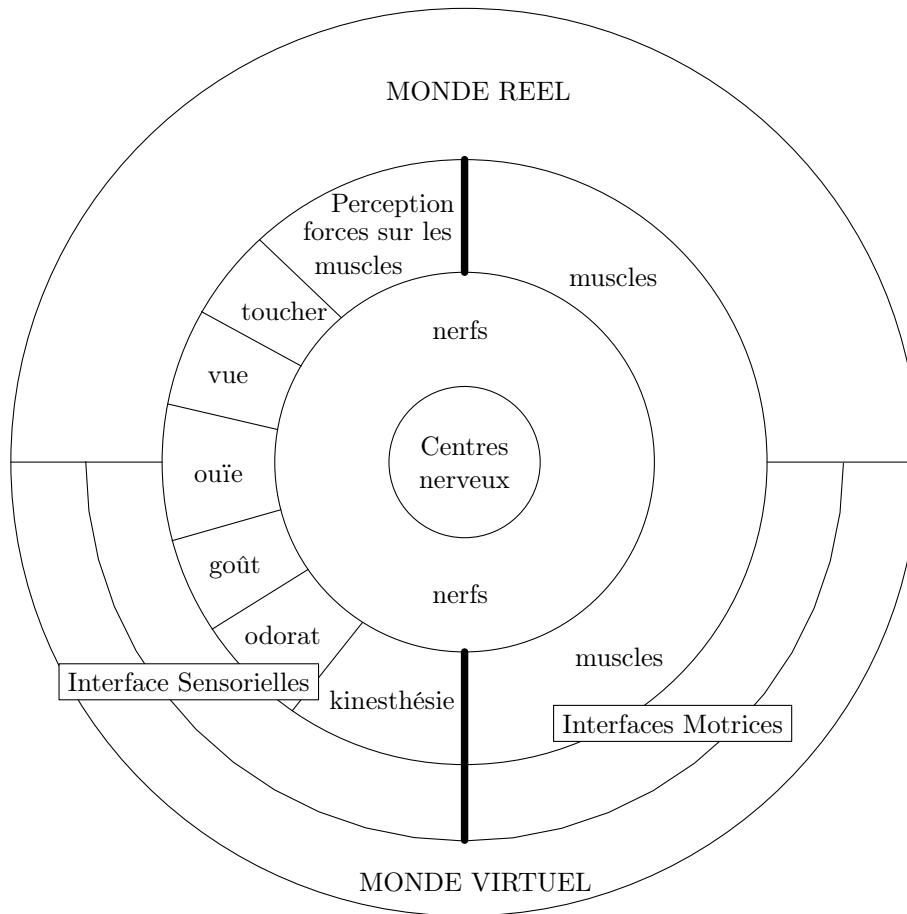 MONDE REEL
Perception
forces sur les
muscles
muscles
toucher
nerfs
vue
Centres
nerveux
ouïe
goût
nerfs
odorat
muscles
Interface Sensorielles
kinesthésie
Interfaces Motrices
MONDE VIRTUEL